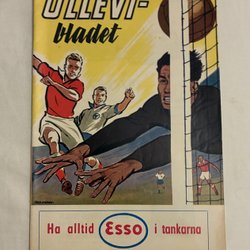 ULLEVI-
bladet
Ha alltid Esso i tankarna